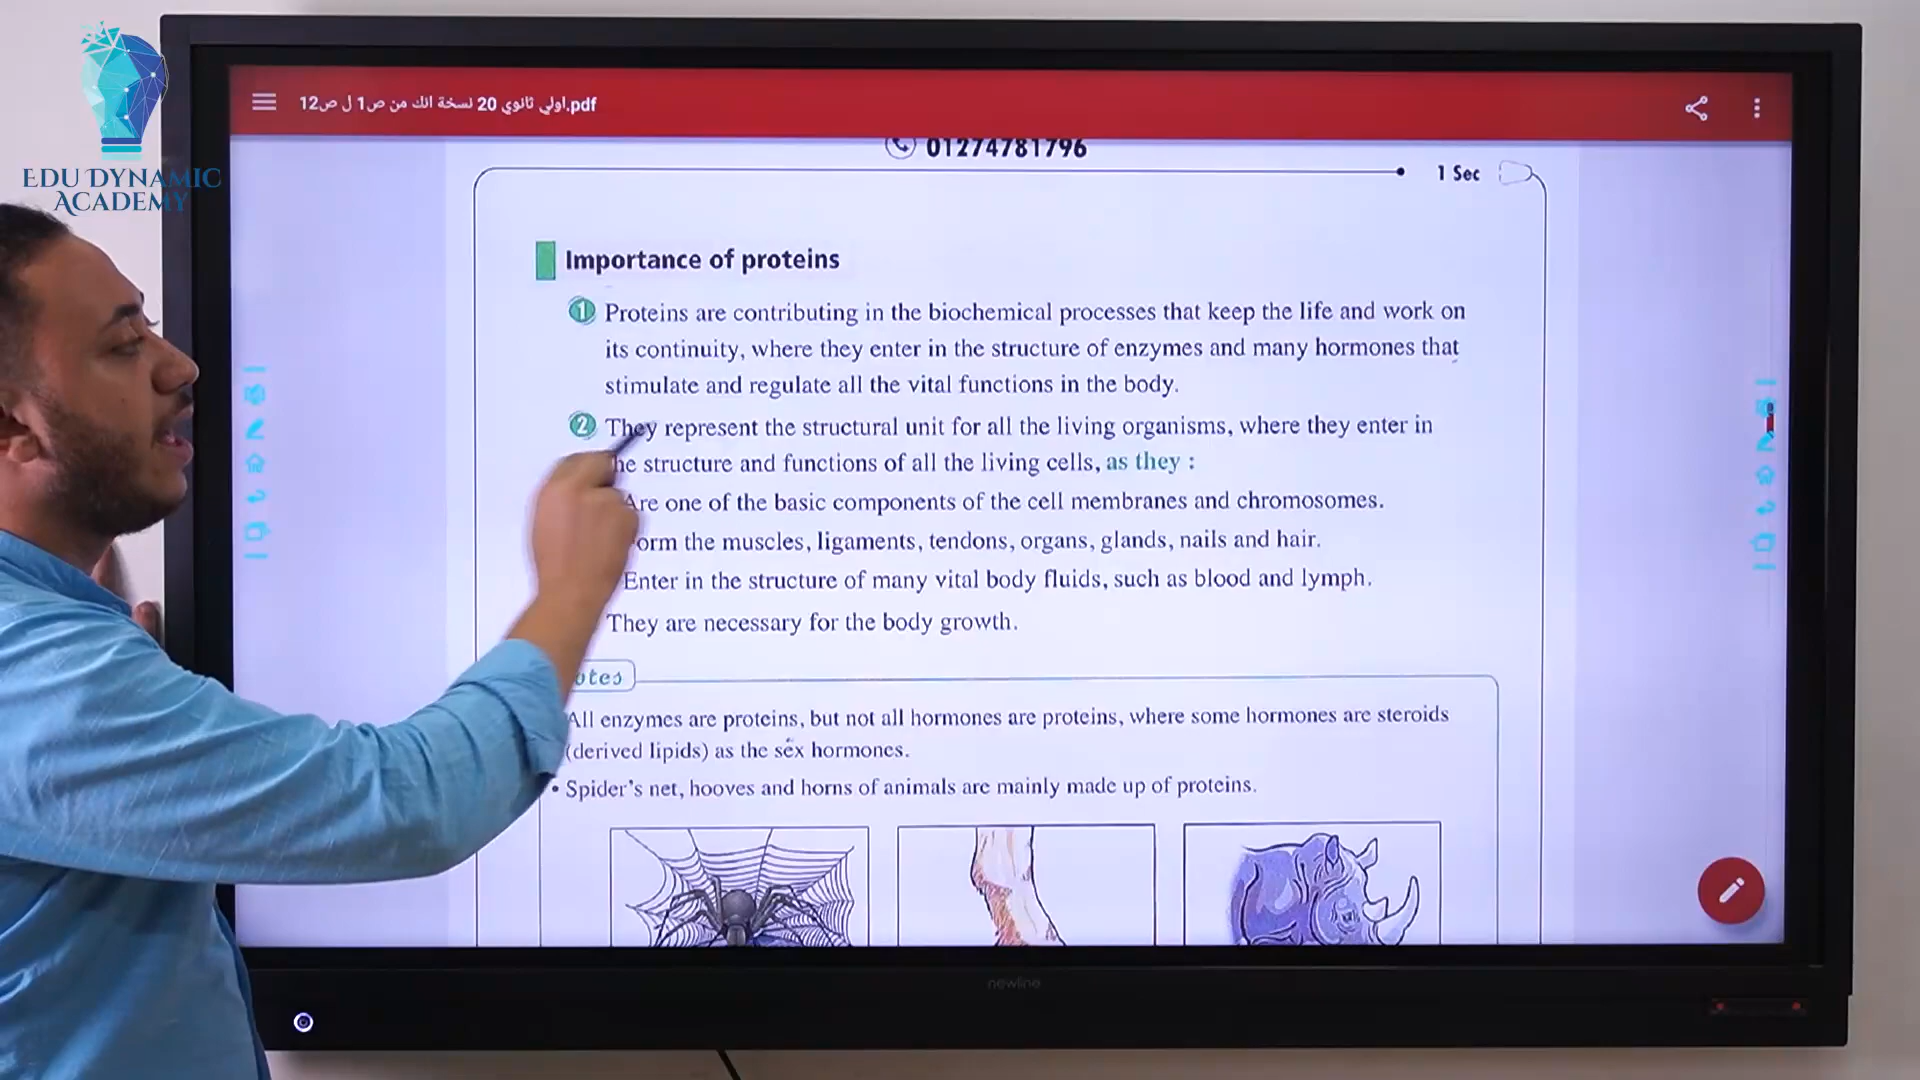 EDU DYNAMIC
ACADEMY
اولي ثانوي 20 نسخة انك من ص1 ل ص12.pdf
01274781796
1 Sec
Importance of proteins
1 Proteins are contributing in the biochemical processes that keep the life and work on
its continuity, where they enter in the structure of enzymes and many hormones that
stimulate and regulate all the vital functions in the body.
2 They represent the structural unit for all the living organisms, where they enter in
he structure and functions of all the living cells, as they :
Are one of the basic components of the cell membranes and chromosomes.
orm the muscles, ligaments, tendons, organs, glands, nails and hair.
Enter in the structure of many vital body fluids, such as blood and lymph.
They are necessary for the body growth.
otes
All enzymes are proteins, but not all hormones are proteins, where some hormones are steroids
(derived lipids) as the sex hormones.
• Spider's net, hooves and horns of animals are mainly made up of proteins.
newline